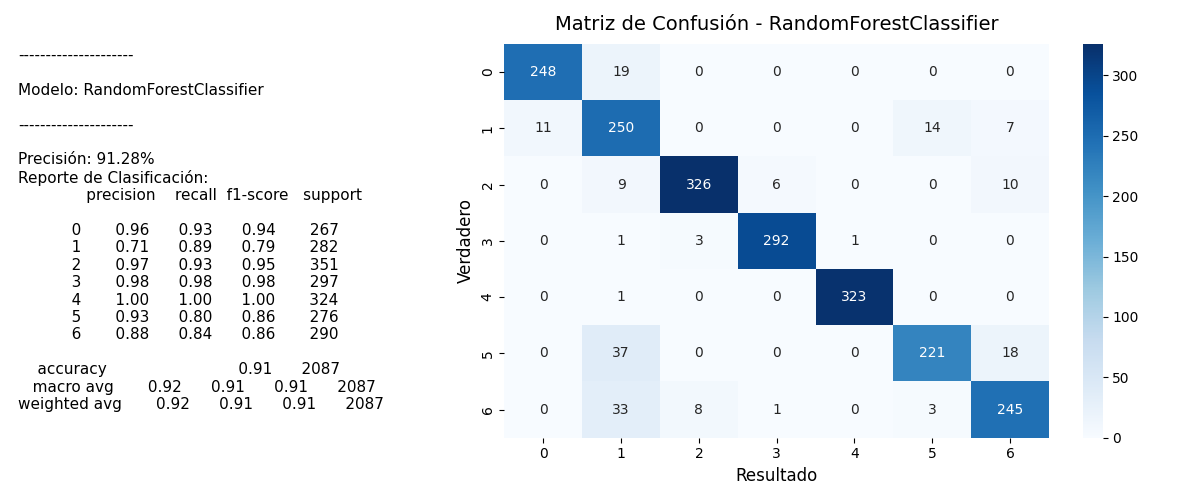 ---------------------
Modelo: RandomForestClassifier
---------------------
Precisión: 91.28%
Reporte de Clasificación:
precision recall f1-score support
0 0.96 0.93 0.94 267
1 0.71 0.89 0.79 282
2 0.97 0.93 0.95 351
3 0.98 0.98 0.98 297
4 1.00 1.00 1.00 324
5 0.93 0.80 0.86 276
6 0.88 0.84 0.86 290
accuracy 0.91 2087
macro avg 0.92 0.91 0.91 2087
weighted avg 0.92 0.91 0.91 2087
Matriz de Confusión - RandomForestClassifier
Verdadero
0 248 19 0 0 0 0 0
1 11 250 0 0 0 14 7
2 0 9 326 6 0 0 10
3 0 1 3 292 1 0 0
4 0 1 0 0 323 0 0
5 0 37 0 0 0 221 18
6 0 33 8 1 0 3 245
0 1 2 3 4 5 6
Resultado
300
250
200
150
100
50
0